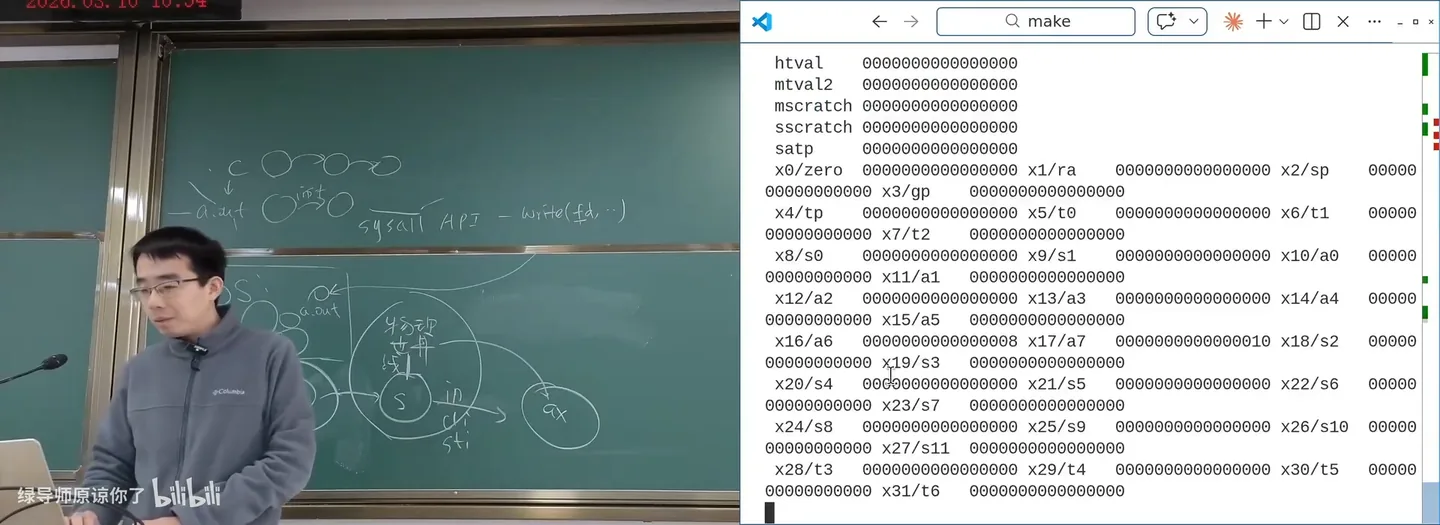 2026.03.10 10:54
C
a.out
init
syscall API - write(fd, ..)
S.
a.out
物理
世界
S
in
cli
sti
ax
Columbia
绿导师原谅你了 bilibili
make
htval 0000000000000000
mtval2 0000000000000000
mscratch 0000000000000000
sscratch 0000000000000000
satp 0000000000000000
x0/zero 0000000000000000 x1/ra 0000000000000000 x2/sp 00000
00000000000 x3/gp 0000000000000000
x4/tp 0000000000000000 x5/t0 0000000000000000 x6/t1 00000
00000000000 x7/t2 0000000000000000
x8/s0 0000000000000000 x9/s1 0000000000000000 x10/a0 00000
00000000000 x11/a1 0000000000000000
x12/a2 0000000000000000 x13/a3 0000000000000000 x14/a4 00000
00000000000 x15/a5 0000000000000000
x16/a6 0000000000000008 x17/a7 0000000000000010 x18/s2 00000
00000000000 x19/s3 0000000000000000
x20/s4 0000000000000000 x21/s5 0000000000000000 x22/s6 00000
00000000000 x23/s7 0000000000000000
x24/s8 0000000000000000 x25/s9 0000000000000000 x26/s10 00000
00000000000 x27/s11 0000000000000000
x28/t3 0000000000000000 x29/t4 0000000000000000 x30/t5 00000
00000000000 x31/t6 0000000000000000